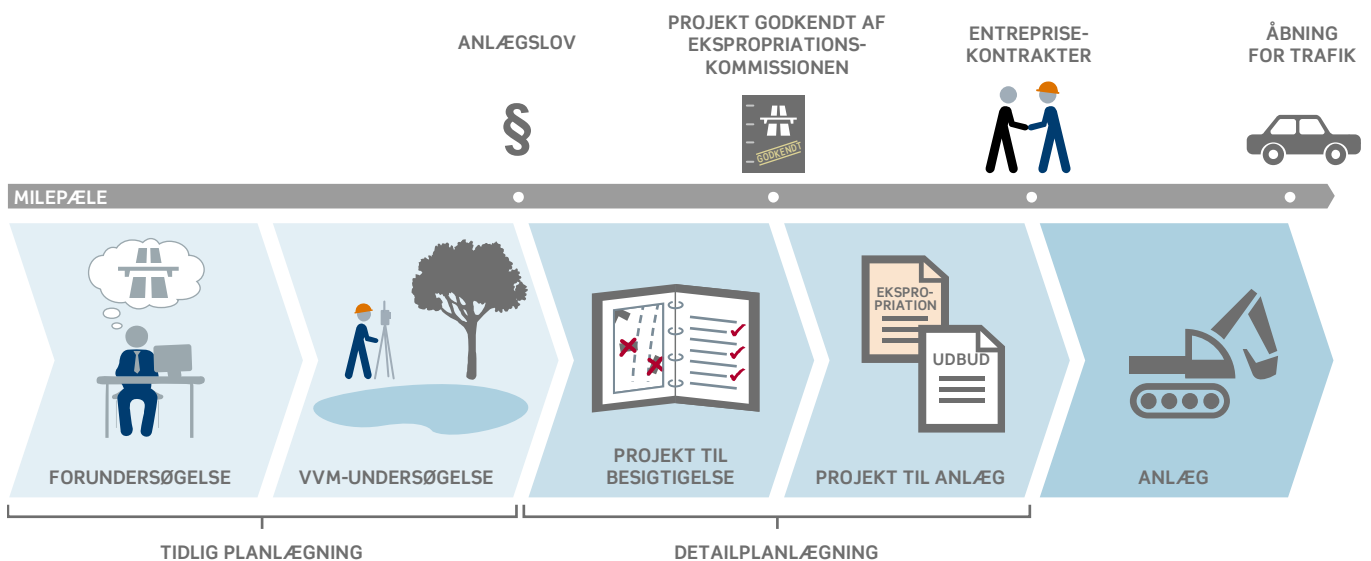 ANLÆGSLOV
PROJEKT GODKENDT AF
EKSPROPRIATIONS-
KOMMISSIONEN
ENTREPRISE-
KONTRAKTER
ÅBNING
FOR TRAFIK
§
GODKENDT
MILEPÆLE
EKSPRO-
PRIATION
UDBUD
FORUNDERSØGELSE
VVM-UNDERSØGELSE
PROJEKT TIL
BESIGTIGELSE
PROJEKT TIL ANLÆG
ANLÆG
TIDLIG PLANLÆGNING
DETAILPLANLÆGNING